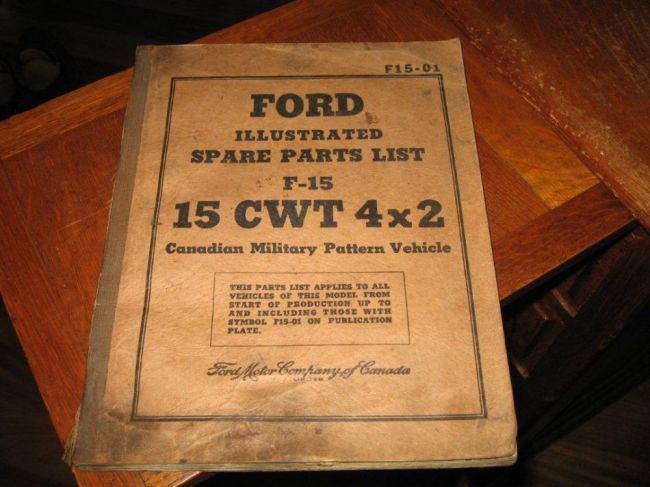 F15-01
FORD
ILLUSTRATED
SPARE PARTS LIST
F-15
15 CWT 4x2
Canadian Military Pattern Vehicle
THIS PARTS LIST APPLIES TO ALL
VEHICLES OF THIS MODEL FROM
START OF PRODUCTION UP TO
AND INCLUDING THOSE WITH
SYMBOL F15-01 ON PUBLICATION
PLATE.
Ford Motor Company, of Canada
LIMITED